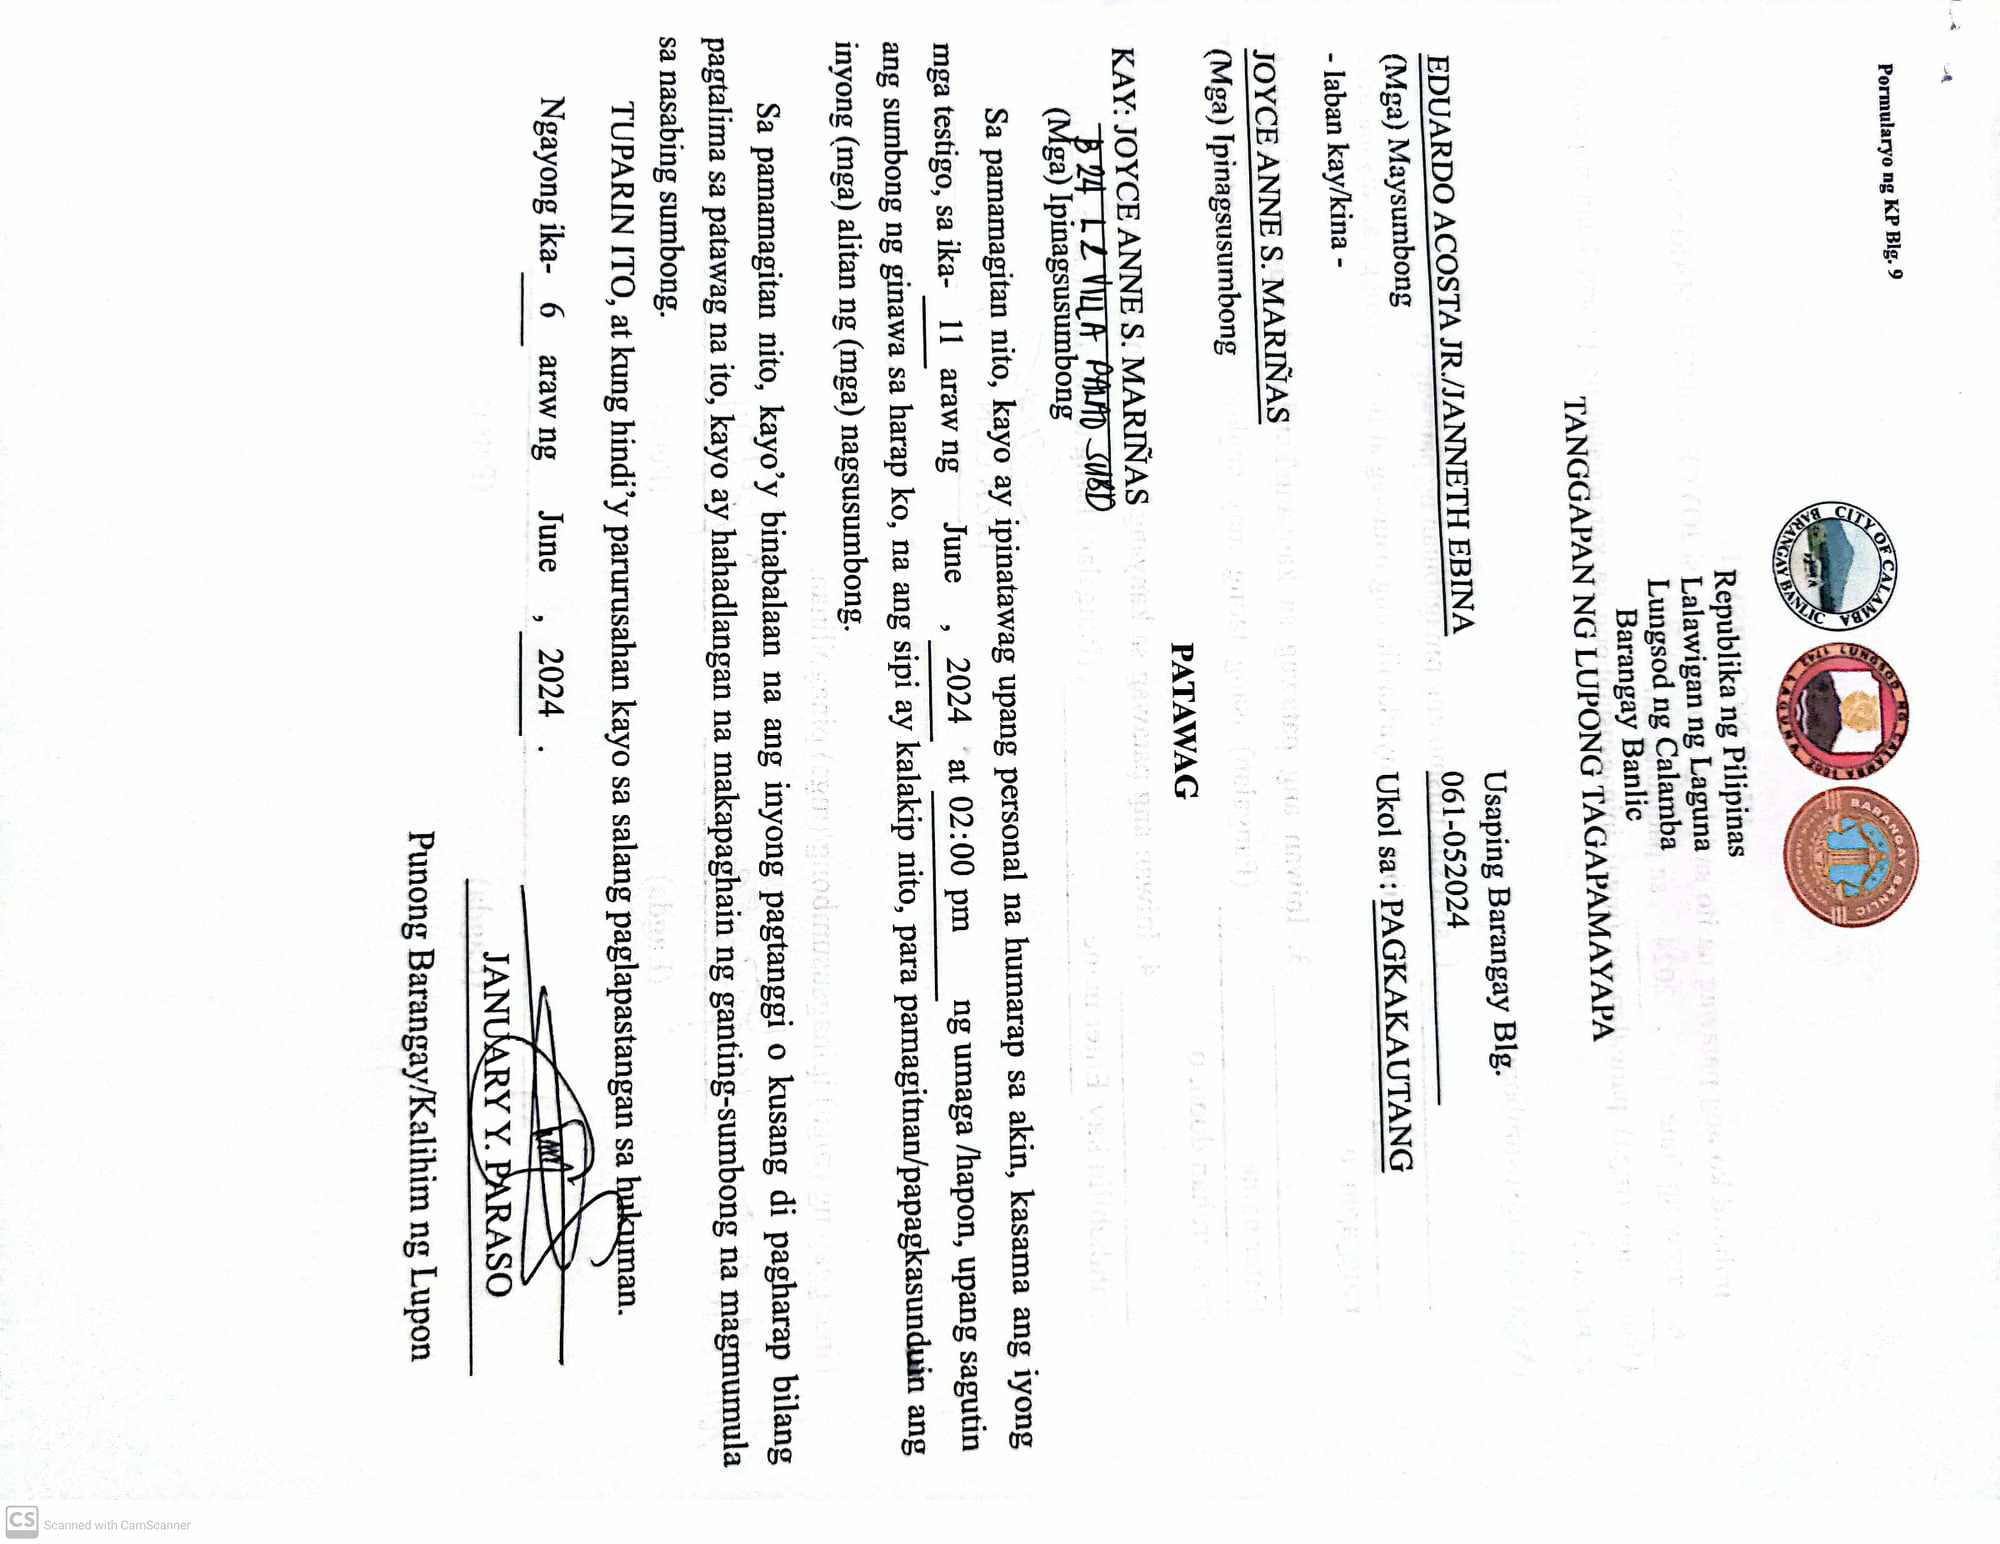 Pormularyo ng KP Blg. 9
CITY OF CALAMBA
BARANGAY BANLIC
LUNGSOD NG CALAMBA
LAGUNA
BARANGAY BANLIC
Republika ng Pilipinas
Lalawigan ng Laguna
Lungsod ng Calamba
Barangay Banlic
TANGGAPAN NG LUPONG TAGAPAMAYAPA
Usaping Barangay Blg.
EDUARDO ACOSTA JR./JANNETH EBINA 061-052024
(Mga) Maysumbong Ukol sa : PAGKAKAUTANG
- laban kay/kina -
JOYCE ANNE S. MARIÑAS
(Mga) Ipinagsusumbong
PATAWAG
KAY: JOYCE ANNE S. MARIÑAS
B 24 L 2 VILLA PALAO SUBD
(Mga) Ipinagsusumbong
Sa pamamagitan nito, kayo ay ipinatawag upang personal na humarap sa akin, kasama ang iyong
mga testigo, sa ika- 11 araw ng June , 2024 at 02:00 pm ng umaga /hapon, upang sagutin
ang sumbong ng ginawa sa harap ko, na ang sipi ay kalakip nito, para pamagitnan/papagkasunduin ang
inyong (mga) alitan ng (mga) nagsusumbong.
Sa pamamagitan nito, kayo'y binabalaan na ang inyong pagtanggi o kusang di pagharap bilang
pagtalima sa patawag na ito, kayo ay hahadlangan na makapaghain ng ganting-sumbong na magmumula
sa nasabing sumbong.
TUPARIN ITO, at kung hindi'y parurusahan kayo sa salang paglapastangan sa hukuman.
Ngayong ika- 6 araw ng June , 2024 .
JANUARY Y. PARASO
Punong Barangay/Kalihim ng Lupon
CS Scanned with CamScanner